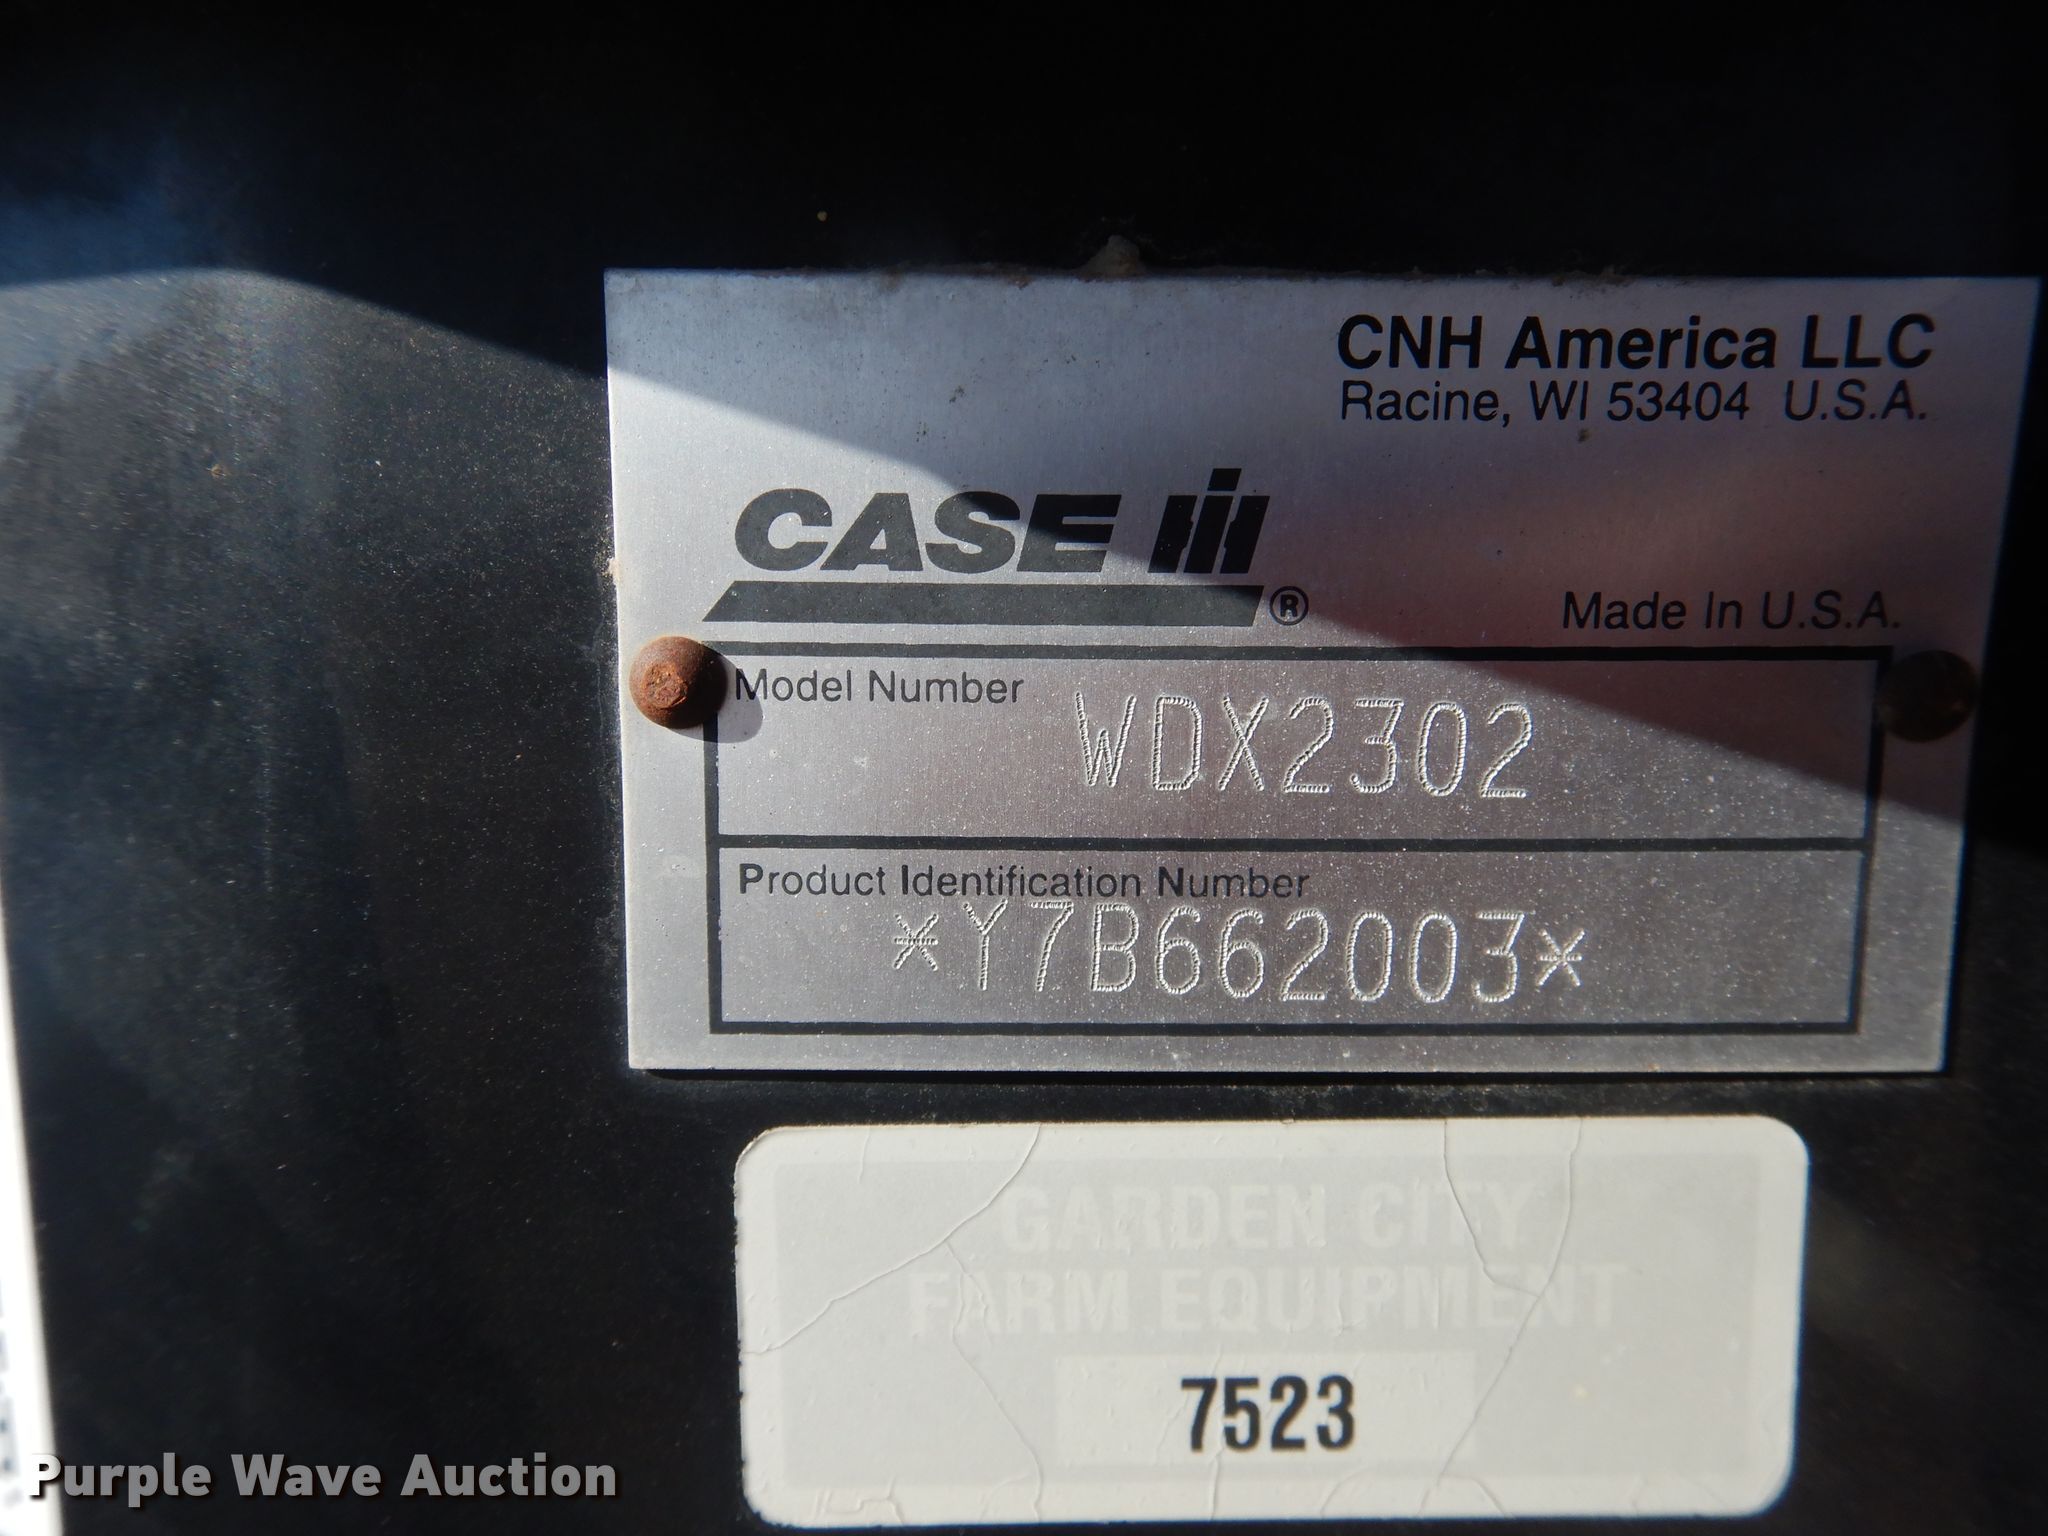 CNH America LLC
Racine, WI 53404 U.S.A.
CASE IH ®
Made In U.S.A.
Model Number
WDX2302
Product Identification Number
*Y7B662003*
GARDEN CITY
FARM EQUIPMENT
7523
Purple Wave Auction